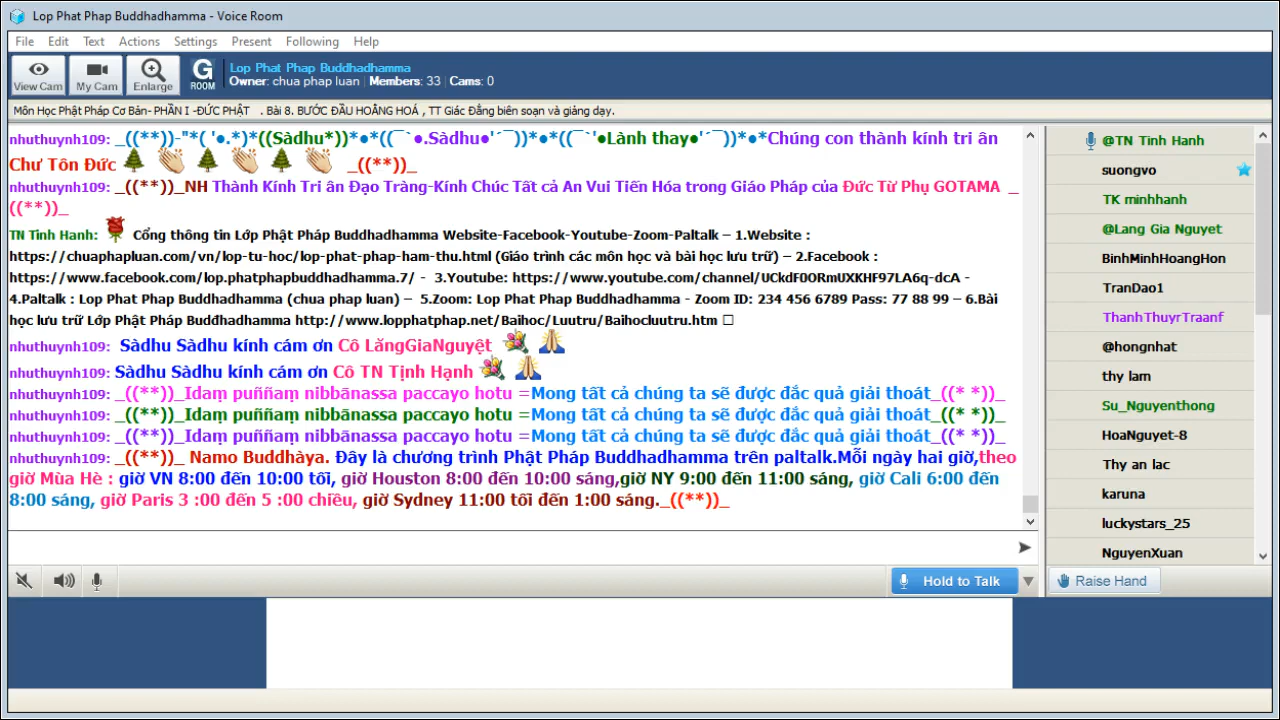 Lop Phat Phap Buddhadhamma - Voice Room
File Edit Text Actions Settings Present Following Help
View Cam My Cam Enlarge G ROOM
Lop Phat Phap Buddhadhamma
Owner: chua phap luan Members: 33 Cams: 0
Môn Học Phật Pháp Cơ Bản- PHẦN I -ĐỨC PHẬT . Bài 8. BƯỚC ĐẦU HOẰNG HOÁ , TT Giác Đẳng biên soạn và giảng dạy.
nhuthuynh109: _((**))-"*( '●.*)*((Sàdhu*))*●*((¯`●.Sàdhu●'´¯))*●*((¯`'●Lành thay●'´¯))*●*Chúng con thành kính tri ân
Chư Tôn Đức _((**))_
nhuthuynh109: _((**))_NH Thành Kính Tri ân Đạo Tràng-Kính Chúc Tất cả An Vui Tiến Hóa trong Giáo Pháp của Đức Từ Phụ GOTAMA _
((**))_
TN Tinh Hanh: Cổng thông tin Lớp Phật Pháp Buddhadhamma Website-Facebook-Youtube-Zoom-Paltalk – 1.Website :
https://chuaphapluan.com/vn/lop-tu-hoc/lop-phat-phap-ham-thu.html (Giáo trình các môn học và bài học lưu trữ) – 2.Facebook :
https://www.facebook.com/lop.phatphapbuddhadhamma.7/ - 3.Youtube: https://www.youtube.com/channel/UCkdF0ORmUXKHF97LA6q-dcA -
4.Paltalk : Lop Phat Phap Buddhadhamma (chua phap luan) – 5.Zoom: Lop Phat Phap Buddhadhamma - Zoom ID: 234 456 6789 Pass: 77 88 99 – 6.Bài
học lưu trữ Lớp Phật Pháp Buddhadhamma http://www.lopphatphap.net/Baihoc/Luutru/Baihocluutru.htm
nhuthuynh109: Sàdhu Sàdhu kính cám ơn Cô LăngGiaNguyệt
nhuthuynh109: Sàdhu Sàdhu kính cám ơn Cô TN Tịnh Hạnh
nhuthuynh109: _((**))_Idaṃ puññaṃ nibbānassa paccayo hotu =Mong tất cả chúng ta sẽ được đắc quả giải thoát_((* *))_
nhuthuynh109: _((**))_Idaṃ puññaṃ nibbānassa paccayo hotu =Mong tất cả chúng ta sẽ được đắc quả giải thoát_((* *))_
nhuthuynh109: _((**))_Idaṃ puññaṃ nibbānassa paccayo hotu =Mong tất cả chúng ta sẽ được đắc quả giải thoát_((* *))_
nhuthuynh109: _((**))_ Namo Buddhàya. Đây là chương trình Phật Pháp Buddhadhamma trên paltalk.Mỗi ngày hai giờ,theo
giờ Mùa Hè : giờ VN 8:00 đến 10:00 tối, giờ Houston 8:00 đến 10:00 sáng,giờ NY 9:00 đến 11:00 sáng, giờ Cali 6:00 đến
8:00 sáng, giờ Paris 3 :00 đến 5 :00 chiều, giờ Sydney 11:00 tối đến 1:00 sáng._((**))_
Hold to Talk
@TN Tinh Hanh
suongvo
TK minhhanh
@Lang Gia Nguyet
BinhMinhHoangHon
TranDao1
ThanhThuyrTraanf
@hongnhat
thy lam
Su_Nguyenthong
HoaNguyet-8
Thy an lac
karuna
luckystars_25
NguyenXuan
Raise Hand